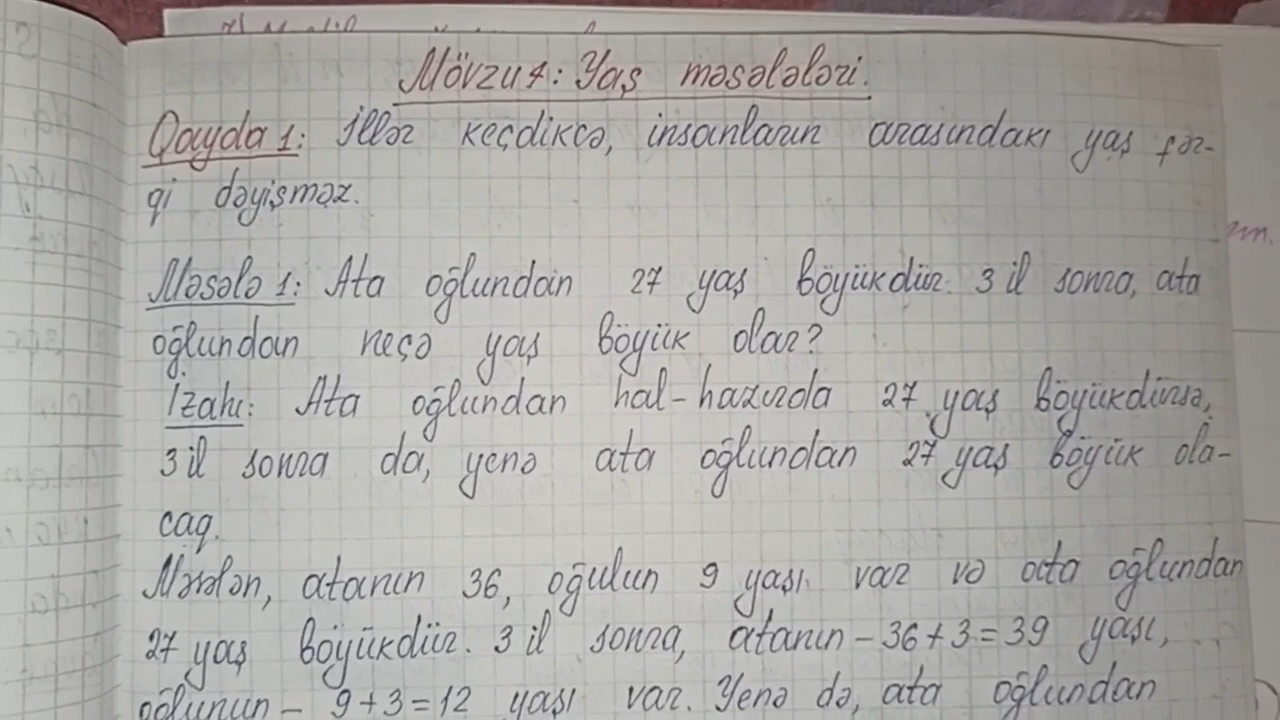 Mövzu 4: Yaş məsələləri.
Qayda 1: İllər keçdikcə, insanların arasındakı yaş fər-
qi dəyişməz.
Məsələ 1: Ata oğlundan 27 yaş böyükdür. 3 il sonra, ata
oğlundan neçə yaş böyük olar?
İzahı: Ata oğlundan hal-hazırda 27 yaş böyükdürsə,
3 il sonra da, yenə ata oğlundan 27 yaş böyük ola-
caq.
Məsələn, atanın 36, oğulun 9 yaşı var və ata oğlundan
27 yaş böyükdür. 3 il sonra, atanın - 36+3=39 yaşı,
oğlunun - 9+3=12 yaşı var. Yenə də, ata oğlundan